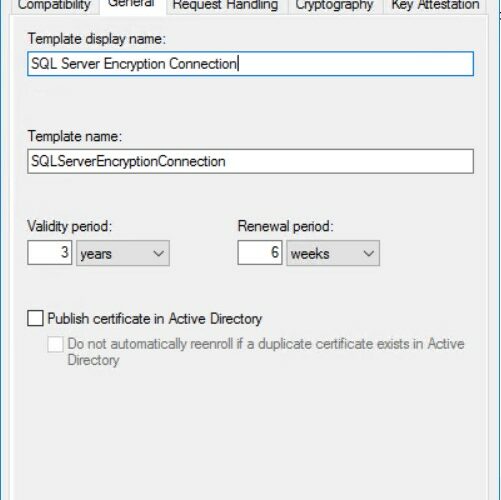 Compatibility General Request Handling Cryptography Key Attestation
Template display name:
SQL Server Encryption Connection
Template name:
SQLServerEncryptionConnection
Validity period: Renewal period:
3 years 6 weeks
Publish certificate in Active Directory
Do not automatically reenroll if a duplicate certificate exists in Active
Directory